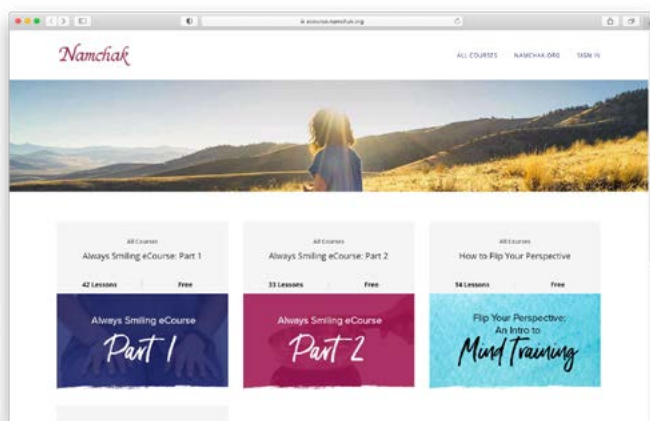 ecourse.namchak.org
Namchak
ALL COURSES NAMCHAK.ORG SIGN IN
All Courses
Always Smiling eCourse: Part 1
42 Lessons Free
Always Smiling eCourse
Part 1
All Courses
Always Smiling eCourse: Part 2
33 Lessons Free
Always Smiling eCourse
Part 2
All Courses
How to Flip Your Perspective
54 Lessons Free
Flip Your Perspective:
An Intro to
Mind Training